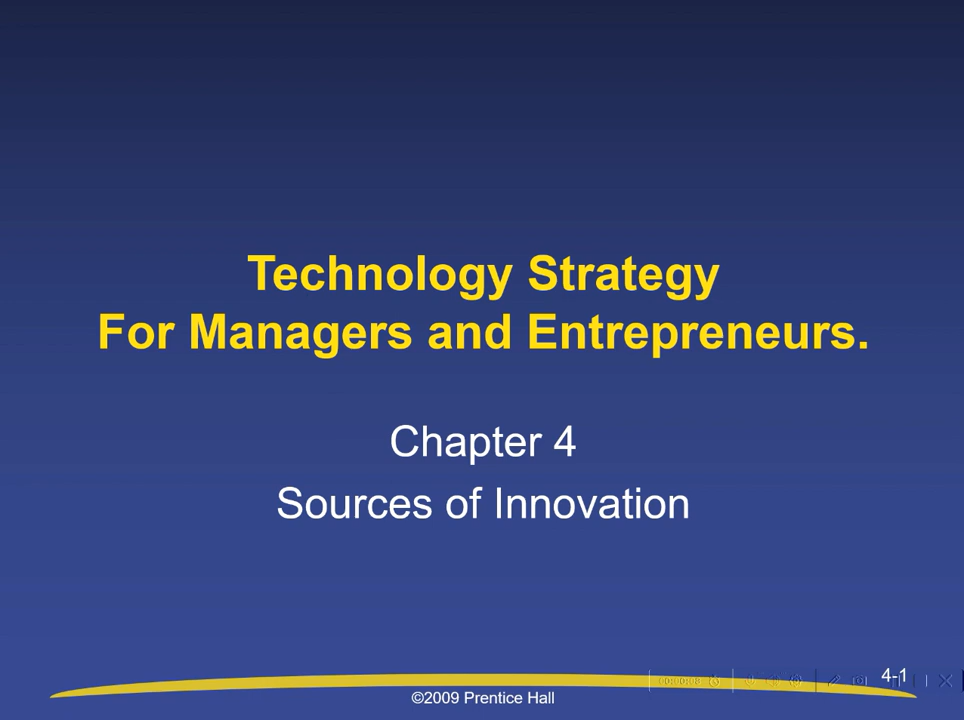 Technology Strategy
For Managers and Entrepreneurs.
Chapter 4
Sources of Innovation
4-1
©2009 Prentice Hall